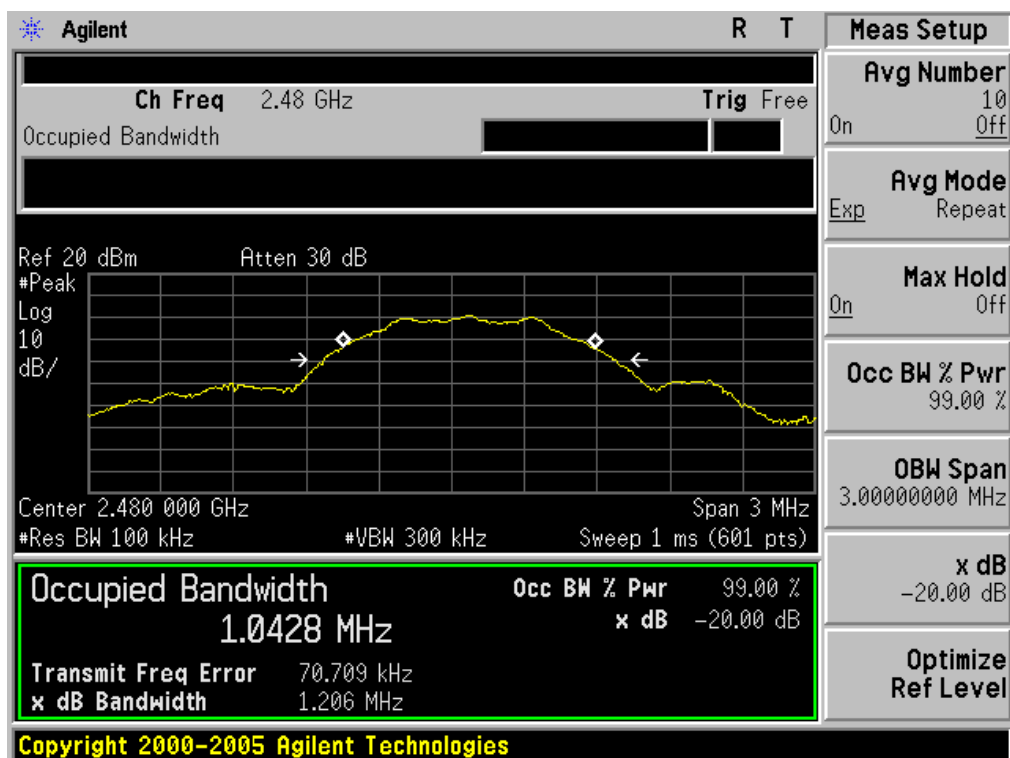 Agilent R T
Ch Freq 2.48 GHz Trig Free
Occupied Bandwidth
Ref 20 dBm Atten 30 dB
#Peak
Log
10
dB/
Center 2.480 000 GHz Span 3 MHz
#Res BW 100 kHz #VBW 300 kHz Sweep 1 ms (601 pts)
Occupied Bandwidth Occ BW % Pwr 99.00 %
1.0428 MHz x dB -20.00 dB
Transmit Freq Error 70.709 kHz
x dB Bandwidth 1.206 MHz
Meas Setup
Avg Number
10
On Off
Avg Mode
Exp Repeat
Max Hold
On Off
Occ BW % Pwr
99.00 %
OBW Span
3.00000000 MHz
x dB
-20.00 dB
Optimize
Ref Level
Copyright 2000-2005 Agilent Technologies